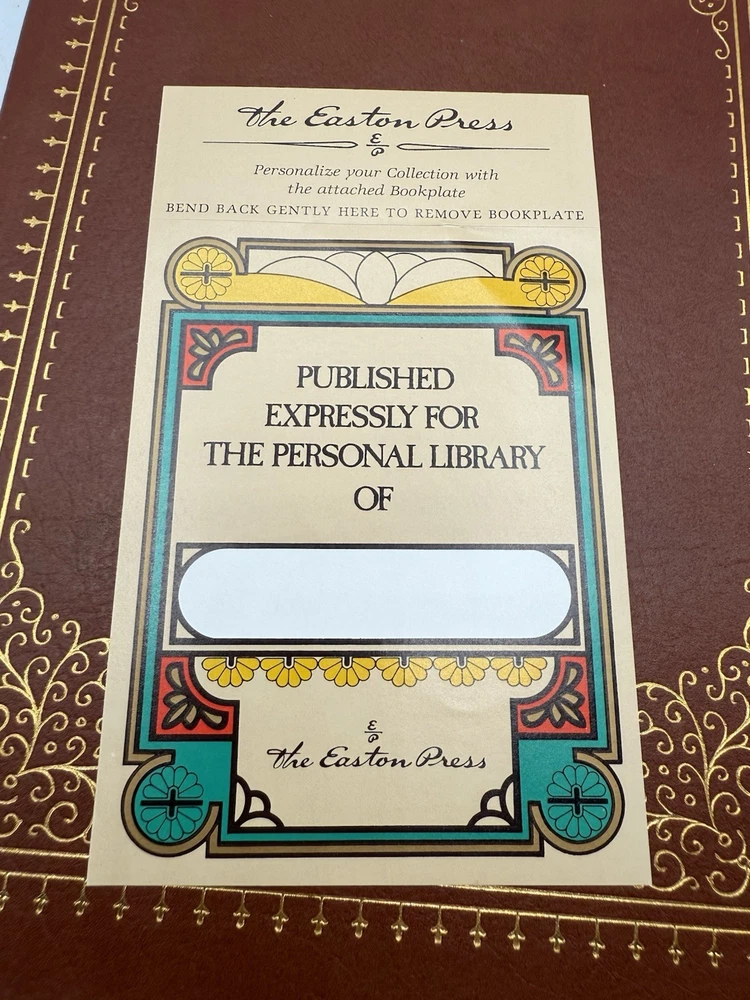 The Easton Press
E
P
Personalize your Collection with
the attached Bookplate
BEND BACK GENTLY HERE TO REMOVE BOOKPLATE
PUBLISHED
EXPRESSLY FOR
THE PERSONAL LIBRARY
OF
E
P
The Easton Press